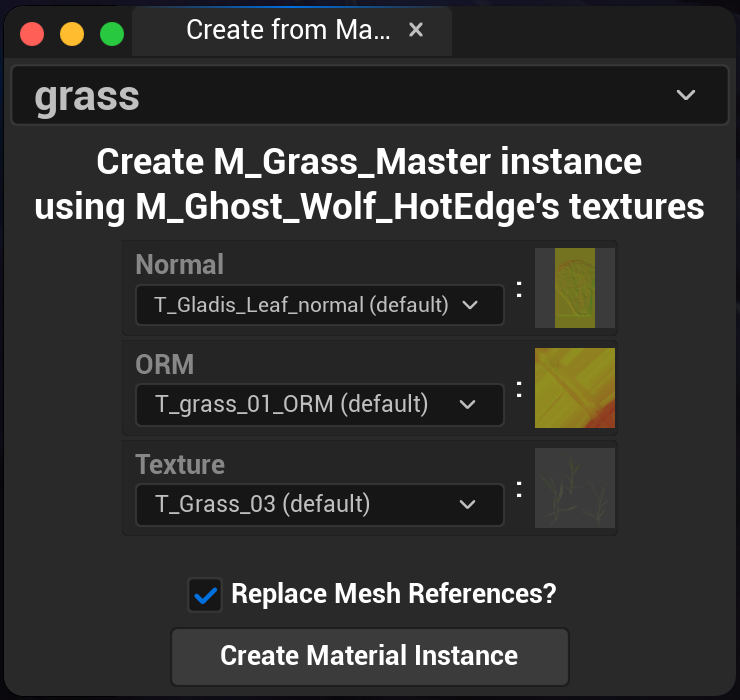 Create from Ma...
grass
Create M_Grass_Master instance
using M_Ghost_Wolf_HotEdge's textures
Normal
T_Gladis_Leaf_normal (default)
:
ORM
T_grass_01_ORM (default)
:
Texture
T_Grass_03 (default)
:
Replace Mesh References?
Create Material Instance